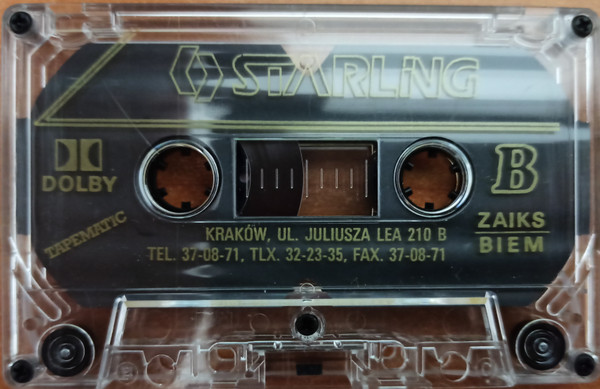 STARLING
DOLBY
B
TAPEMATIC
ZAIKS
BIEM
KRAKÓW, UL. JULIUSZA LEA 210 B
TEL. 37-08-71, TLX. 32-23-35, FAX. 37-08-71